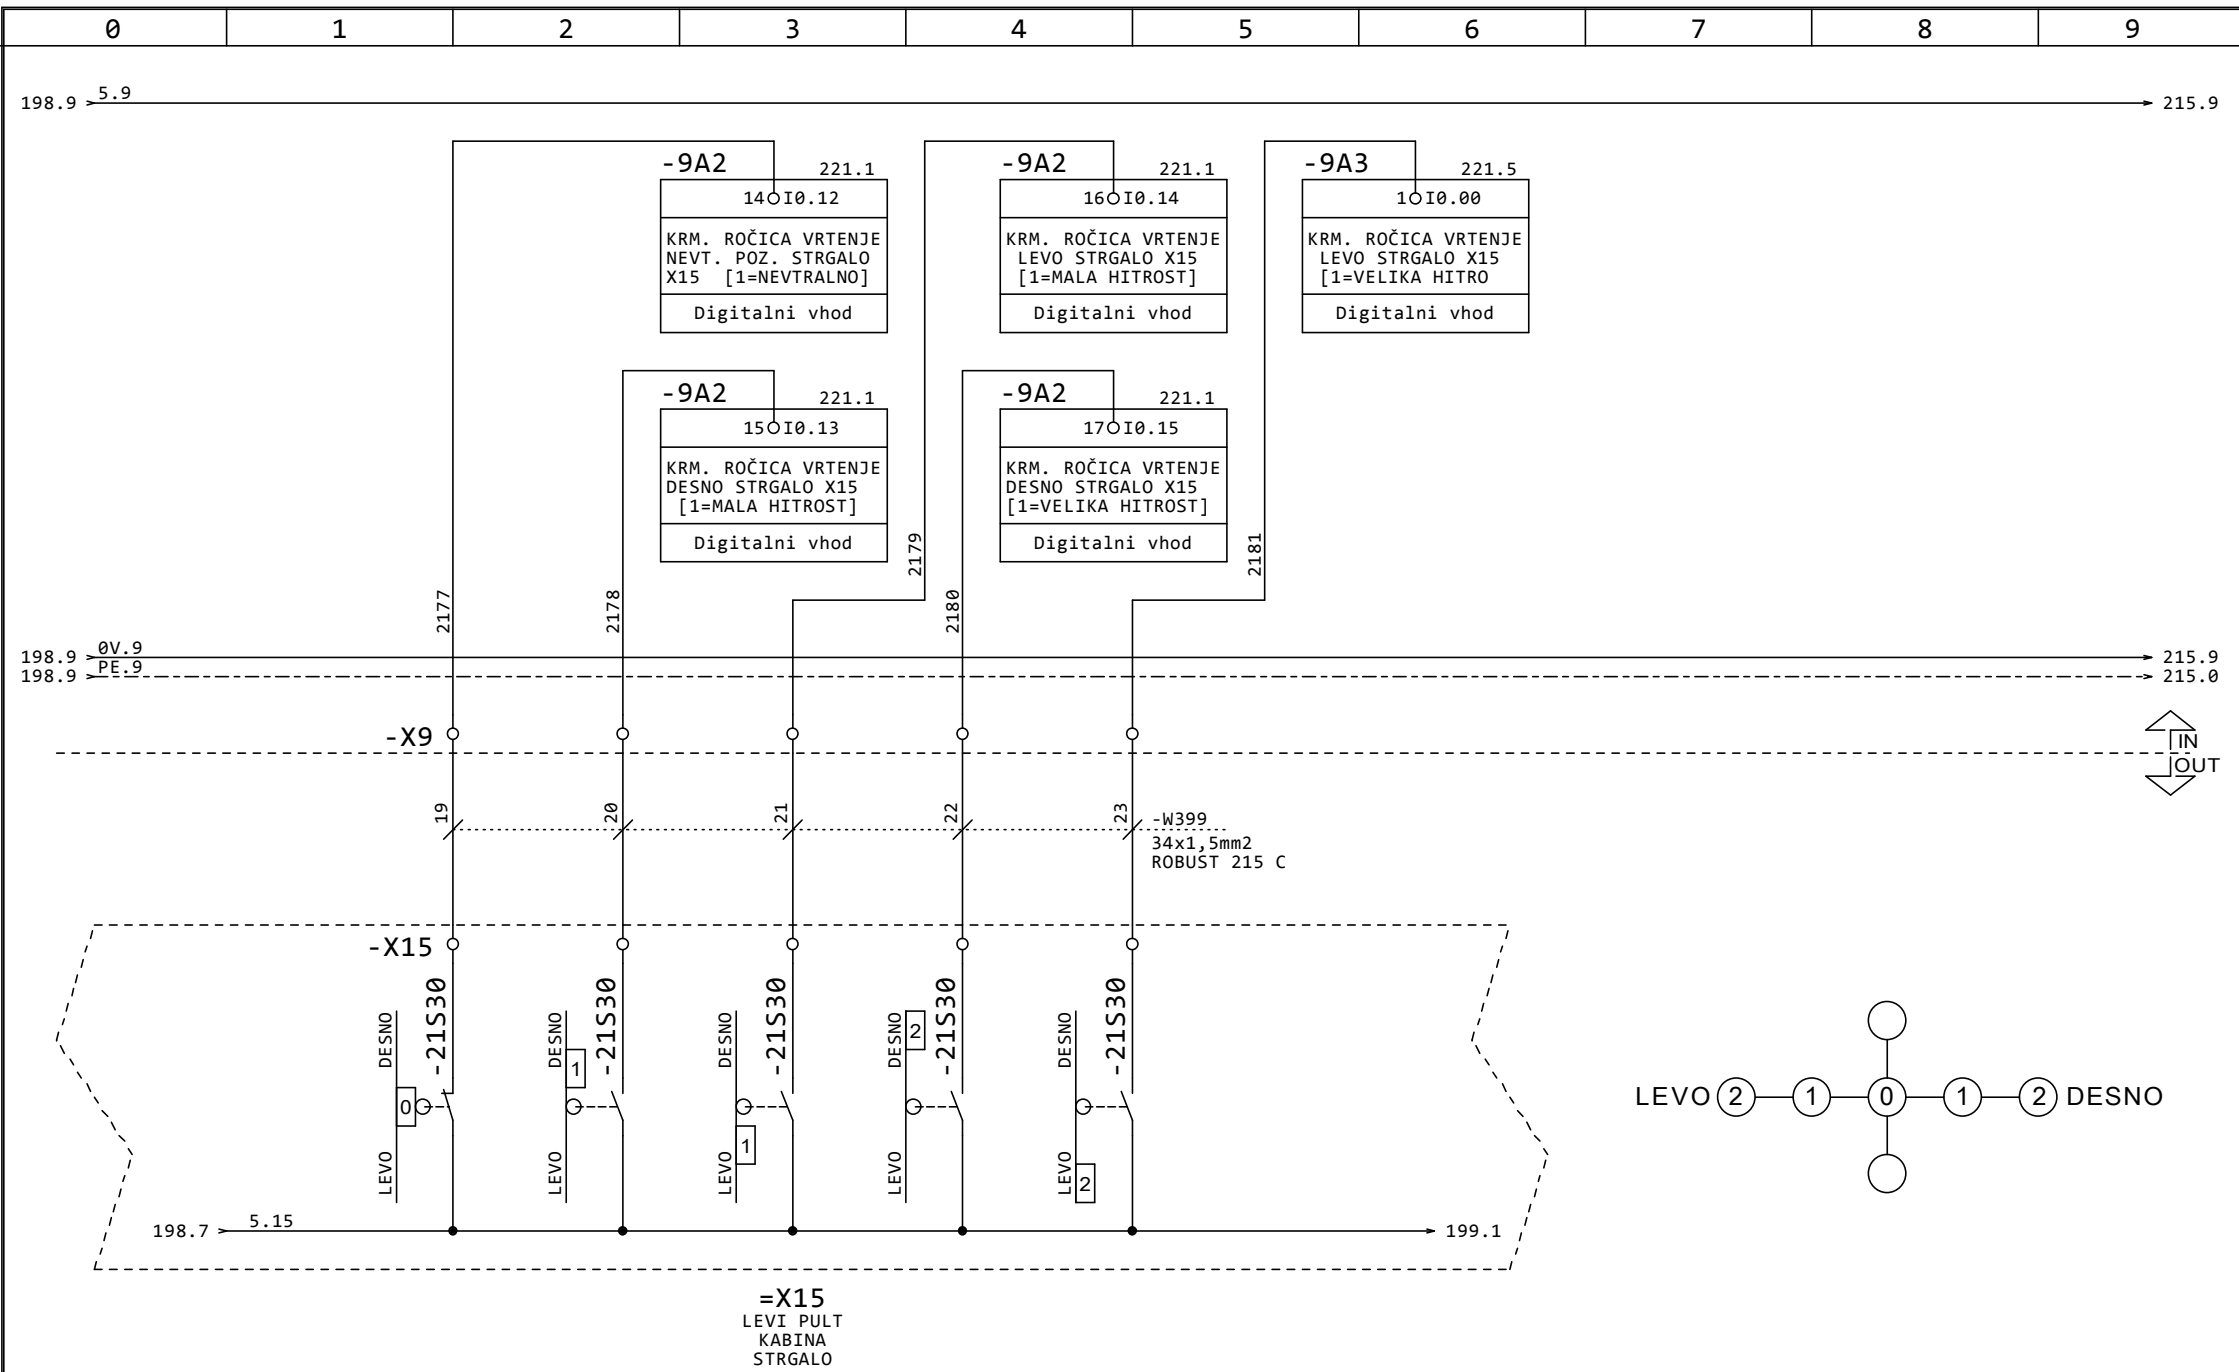 0 1 2 3 4 5 6 7 8 9
198.9 5.9 215.9
-9A2 221.1
14 I0.12
KRM. ROČICA VRTENJE
NEVT. POZ. STRGALO
X15 [1=NEVTRALNO]
Digitalni vhod
-9A2 221.1
16 I0.14
KRM. ROČICA VRTENJE
LEVO STRGALO X15
[1=MALA HITROST]
Digitalni vhod
-9A3 221.5
1 I0.00
KRM. ROČICA VRTENJE
LEVO STRGALO X15
[1=VELIKA HITRO
Digitalni vhod
-9A2 221.1
15 I0.13
KRM. ROČICA VRTENJE
DESNO STRGALO X15
[1=MALA HITROST]
Digitalni vhod
-9A2 221.1
17 I0.15
KRM. ROČICA VRTENJE
DESNO STRGALO X15
[1=VELIKA HITROST]
Digitalni vhod
2177
2178
2179
2180
2181
198.9 0V.9 215.9
198.9 PE.9 215.0
-X9
IN
OUT
19 20 21 22 23
-W399
34x1,5mm2
ROBUST 215 C
-X15
DESNO 0 LEVO -21S30
DESNO 1 LEVO -21S30
DESNO 1 LEVO -21S30
DESNO 2 LEVO -21S30
DESNO 2 LEVO -21S30
LEVO 2 1 0 1 2 DESNO
198.7 5.15 199.1
=X15
LEVI PULT
KABINA
STRGALO